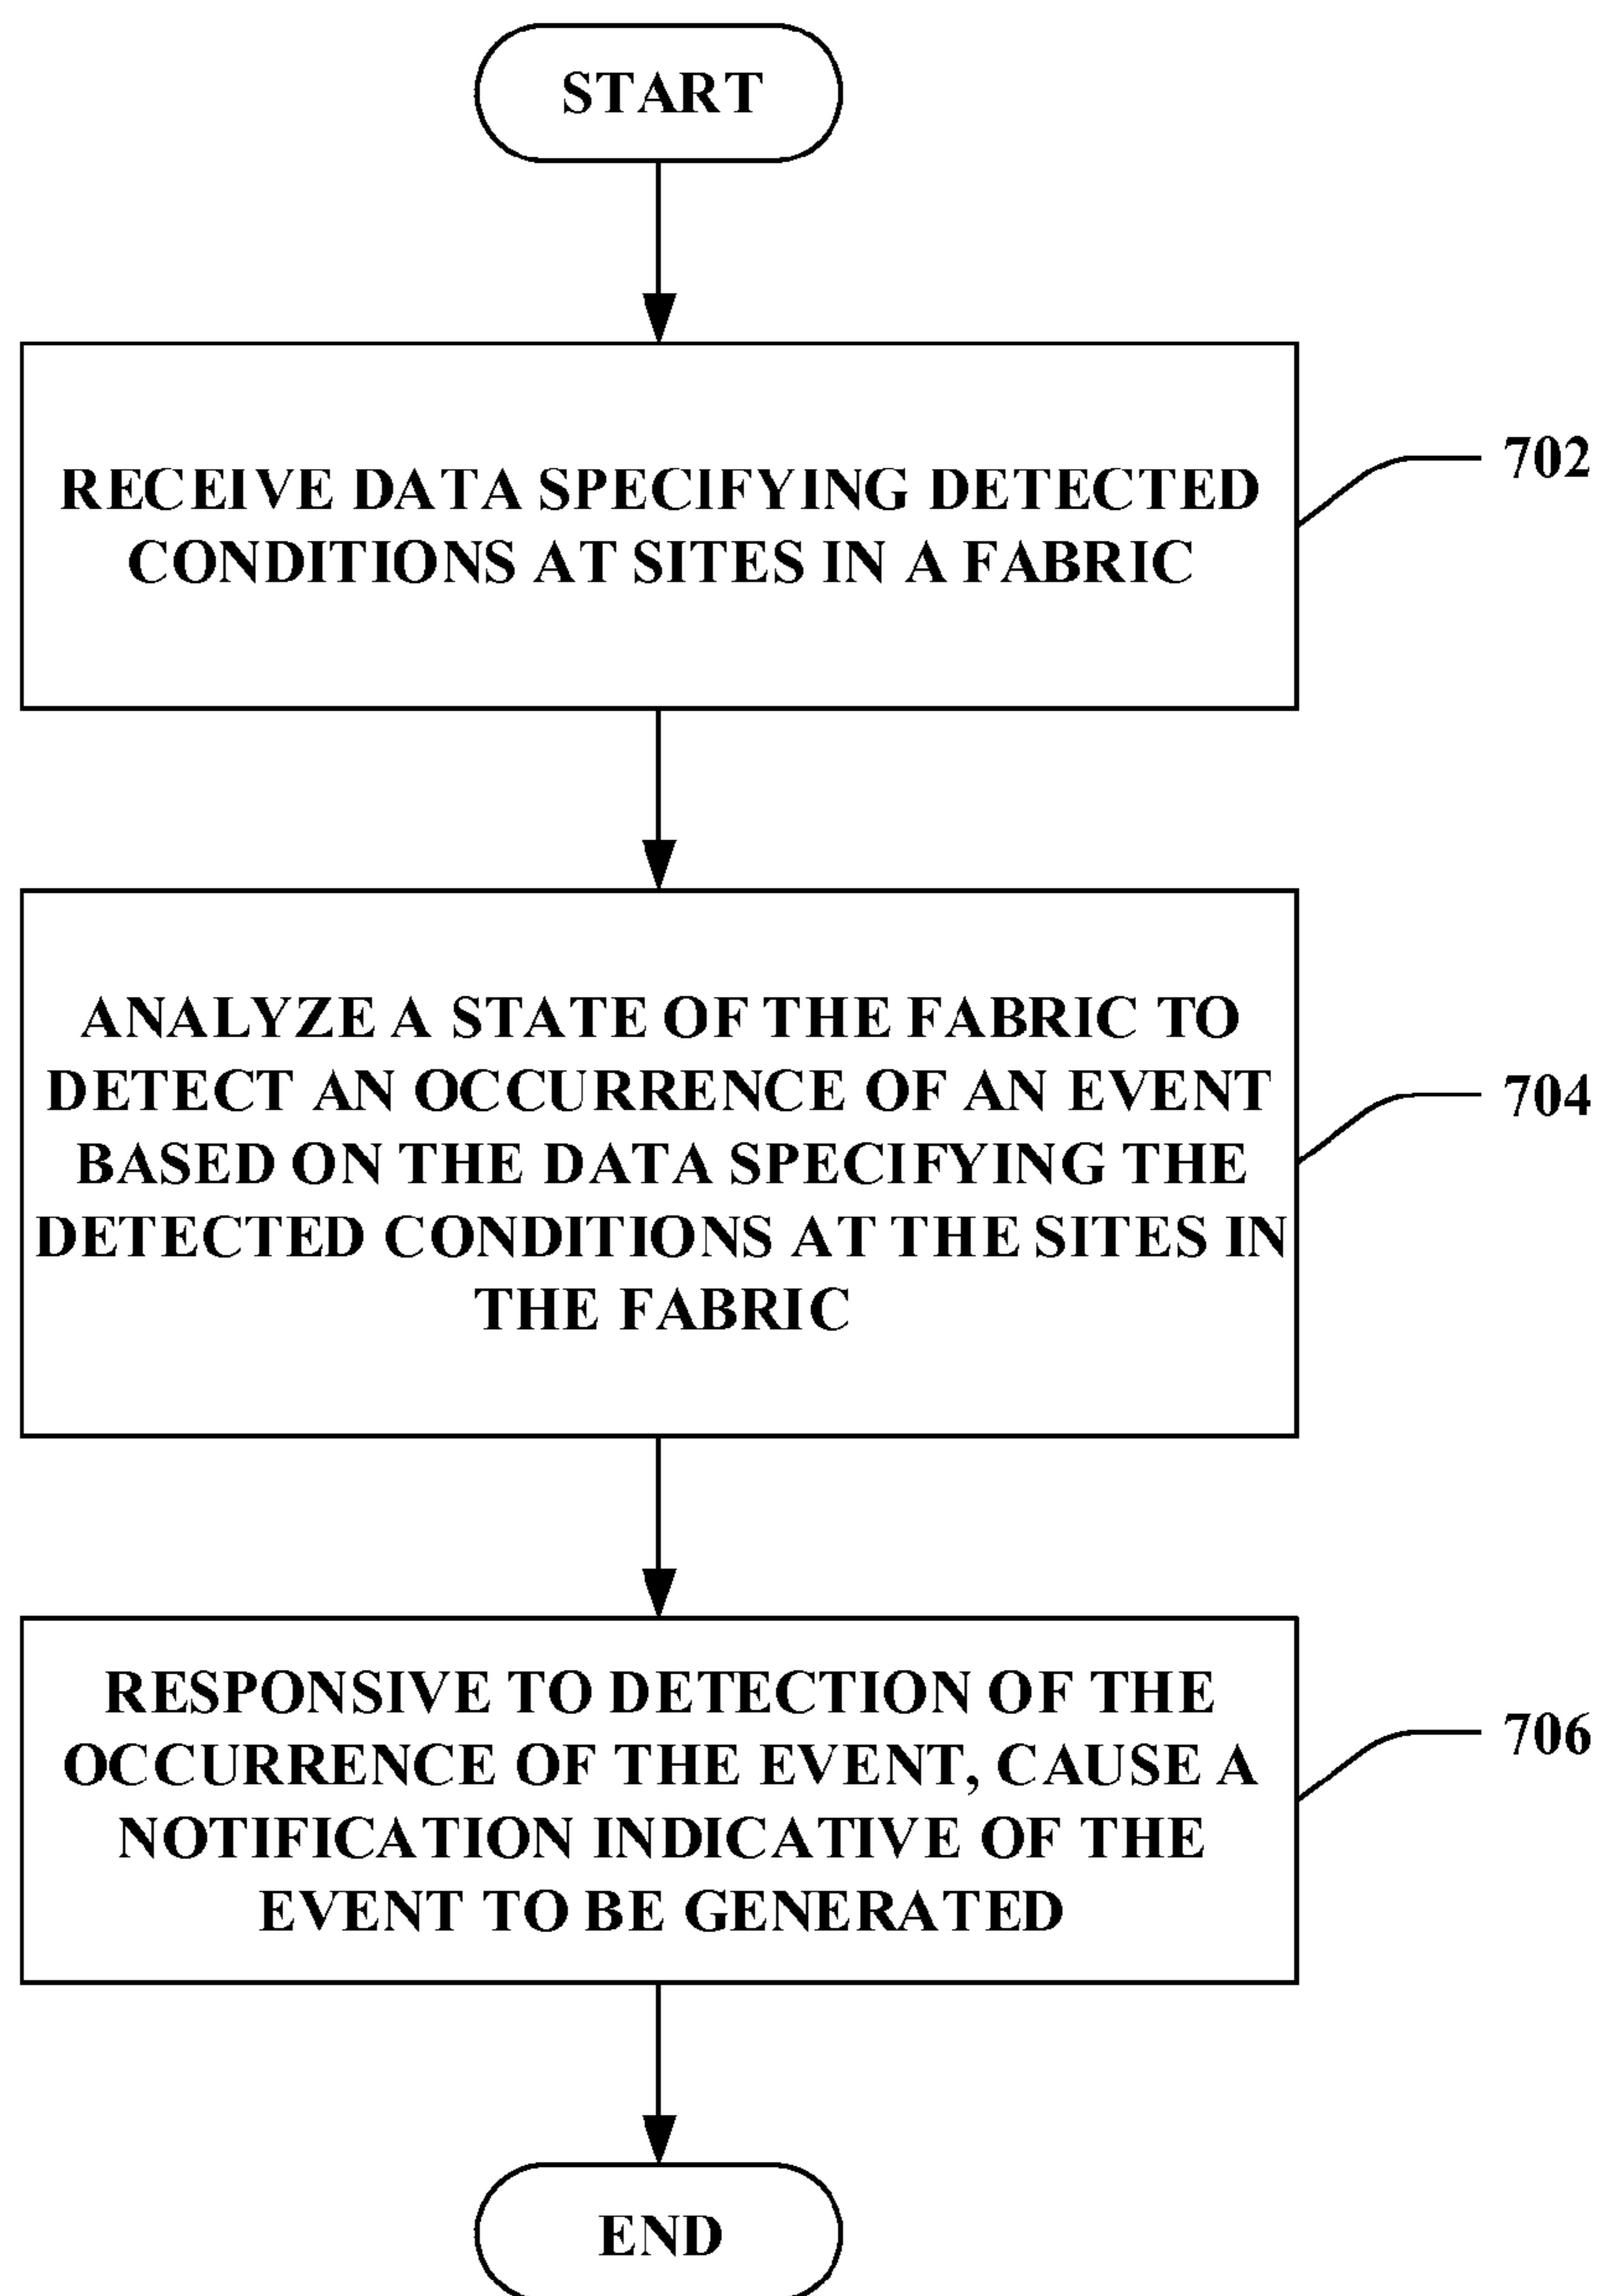 START
RECEIVE DATA SPECIFYING DETECTED
CONDITIONS AT SITES IN A FABRIC
702
ANALYZE A STATE OF THE FABRIC TO
DETECT AN OCCURRENCE OF AN EVENT
BASED ON THE DATA SPECIFYING THE
DETECTED CONDITIONS AT THE SITES IN
THE FABRIC
704
RESPONSIVE TO DETECTION OF THE
OCCURRENCE OF THE EVENT, CAUSE A
NOTIFICATION INDICATIVE OF THE
EVENT TO BE GENERATED
706
END